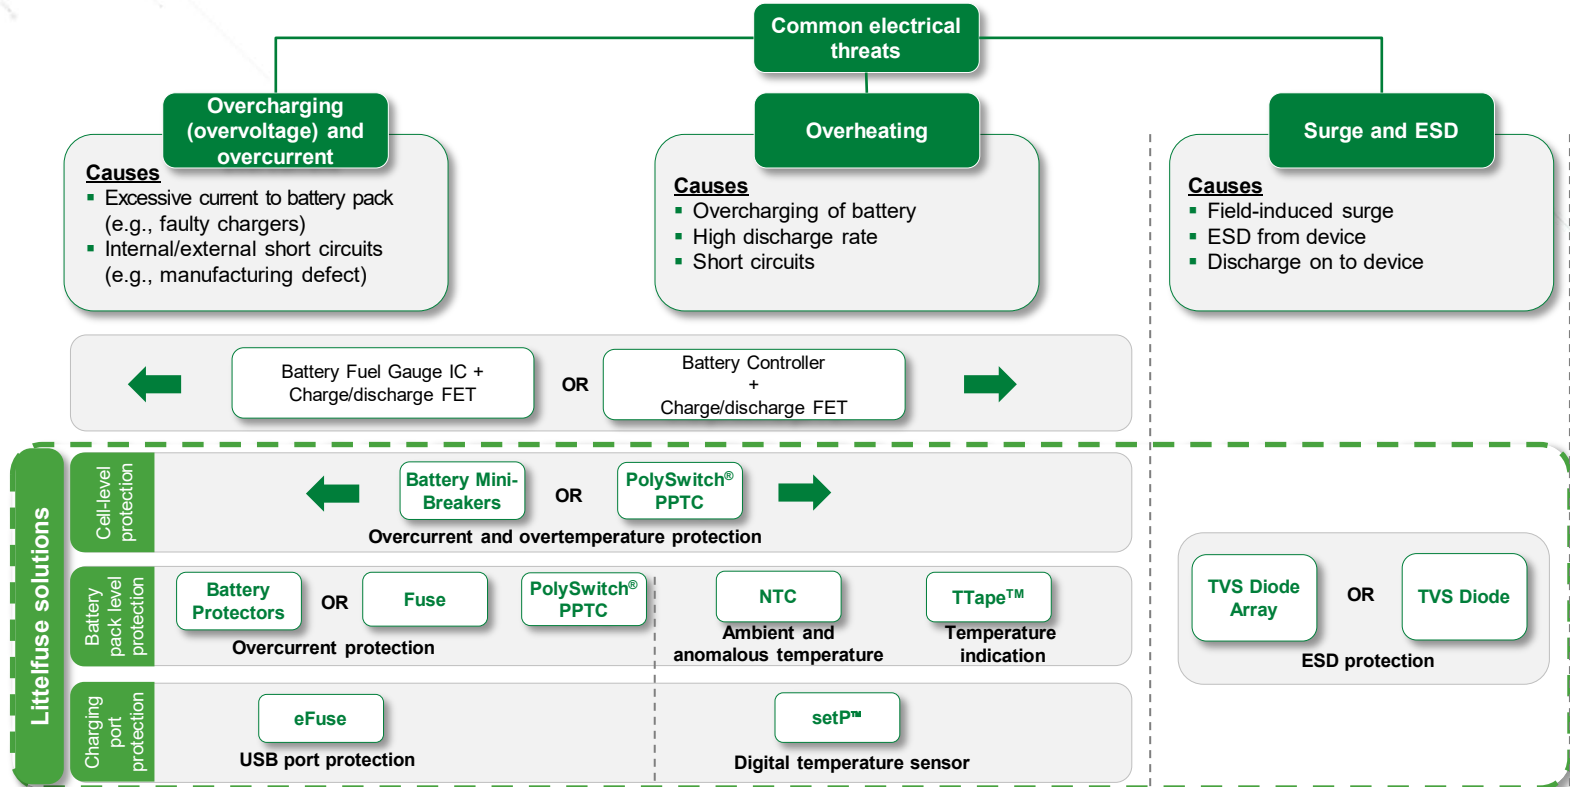 Common electrical
threats
Overcharging
(overvoltage) and
overcurrent
Causes
▪ Excessive current to battery pack
(e.g., faulty chargers)
▪ Internal/external short circuits
(e.g., manufacturing defect)
Overheating
Causes
▪ Overcharging of battery
▪ High discharge rate
▪ Short circuits
Surge and ESD
Causes
▪ Field-induced surge
▪ ESD from device
▪ Discharge on to device
Battery Fuel Gauge IC +
Charge/discharge FET
OR
Battery Controller
+
Charge/discharge FET
Littelfuse solutions
Cell-level
protection
Battery Mini-
Breakers
OR
PolySwitch®
PPTC
Overcurrent and overtemperature protection
Battery
pack level
protection
Battery
Protectors
OR
Fuse
PolySwitch®
PPTC
Overcurrent protection
NTC
Ambient and
anomalous temperature
TTape™
Temperature
indication
Charging
port
protection
eFuse
USB port protection
setP™
Digital temperature sensor
TVS Diode
Array
OR
TVS Diode
ESD protection